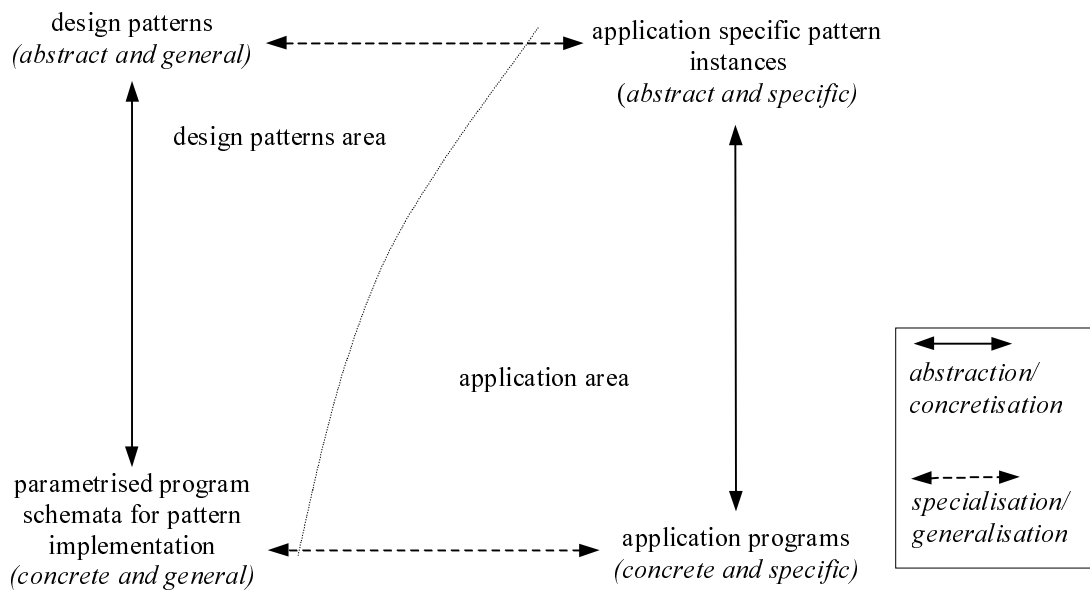 design patterns
(abstract and general)
application specific pattern
instances
(abstract and specific)
design patterns area
application area
abstraction/
concretisation
specialisation/
generalisation
parametrised program
schemata for pattern
implementation
(concrete and general)
application programs
(concrete and specific)